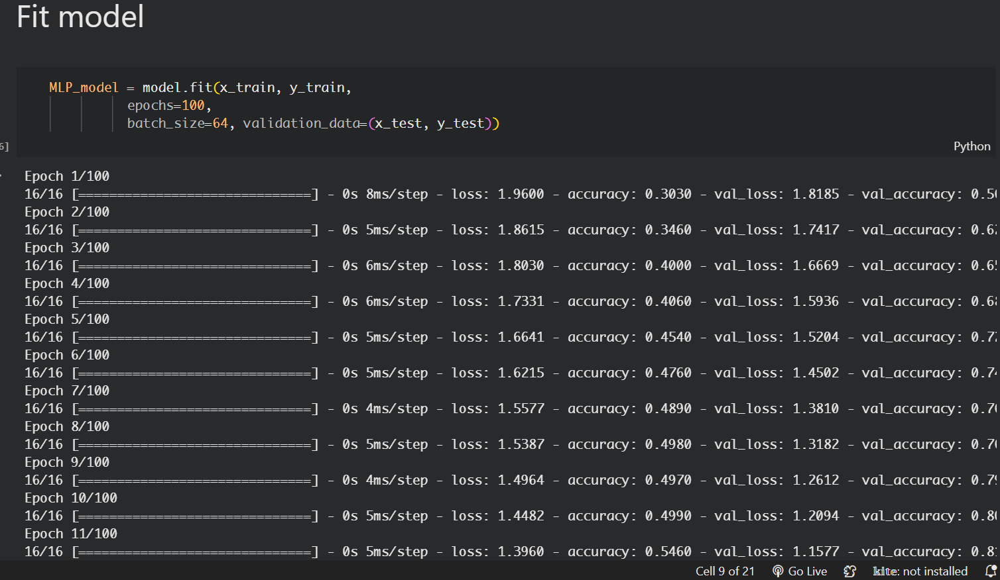 Fit model
MLP_model = model.fit(x_train, y_train,
epochs=100,
batch_size=64, validation_data=(x_test, y_test))
6]
Python
Epoch 1/100
16/16 [==============================] - 0s 8ms/step - loss: 1.9600 - accuracy: 0.3030 - val_loss: 1.8185 - val_accuracy: 0.5
Epoch 2/100
16/16 [==============================] - 0s 5ms/step - loss: 1.8615 - accuracy: 0.3460 - val_loss: 1.7417 - val_accuracy: 0.6
Epoch 3/100
16/16 [==============================] - 0s 6ms/step - loss: 1.8030 - accuracy: 0.4000 - val_loss: 1.6669 - val_accuracy: 0.6
Epoch 4/100
16/16 [==============================] - 0s 6ms/step - loss: 1.7331 - accuracy: 0.4060 - val_loss: 1.5936 - val_accuracy: 0.6
Epoch 5/100
16/16 [==============================] - 0s 5ms/step - loss: 1.6641 - accuracy: 0.4540 - val_loss: 1.5204 - val_accuracy: 0.7
Epoch 6/100
16/16 [==============================] - 0s 5ms/step - loss: 1.6215 - accuracy: 0.4760 - val_loss: 1.4502 - val_accuracy: 0.7
Epoch 7/100
16/16 [==============================] - 0s 4ms/step - loss: 1.5577 - accuracy: 0.4890 - val_loss: 1.3810 - val_accuracy: 0.7
Epoch 8/100
16/16 [==============================] - 0s 5ms/step - loss: 1.5387 - accuracy: 0.4980 - val_loss: 1.3182 - val_accuracy: 0.7
Epoch 9/100
16/16 [==============================] - 0s 4ms/step - loss: 1.4964 - accuracy: 0.4970 - val_loss: 1.2612 - val_accuracy: 0.7
Epoch 10/100
16/16 [==============================] - 0s 5ms/step - loss: 1.4482 - accuracy: 0.4990 - val_loss: 1.2094 - val_accuracy: 0.8
Epoch 11/100
16/16 [==============================] - 0s 5ms/step - loss: 1.3960 - accuracy: 0.5460 - val_loss: 1.1577 - val_accuracy: 0.8
Cell 9 of 21 Go Live kite: not installed